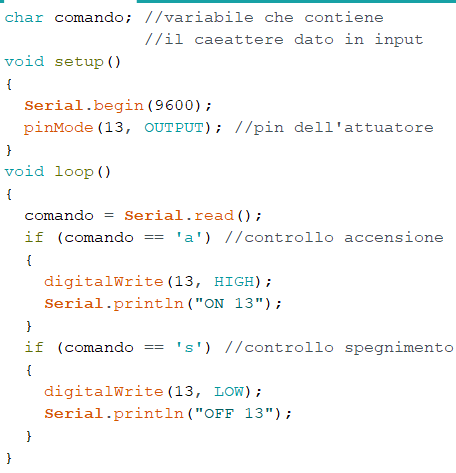 char comando; //variabile che contiene
//il caeattere dato in input
void setup()
{
Serial.begin(9600);
pinMode(13, OUTPUT); //pin dell'attuatore
}
void loop()
{
comando = Serial.read();
if (comando == 'a') //controllo accensione
{
digitalWrite(13, HIGH);
Serial.println("ON 13");
}
if (comando == 's') //controllo spegnimento
{
digitalWrite(13, LOW);
Serial.println("OFF 13");
}
}